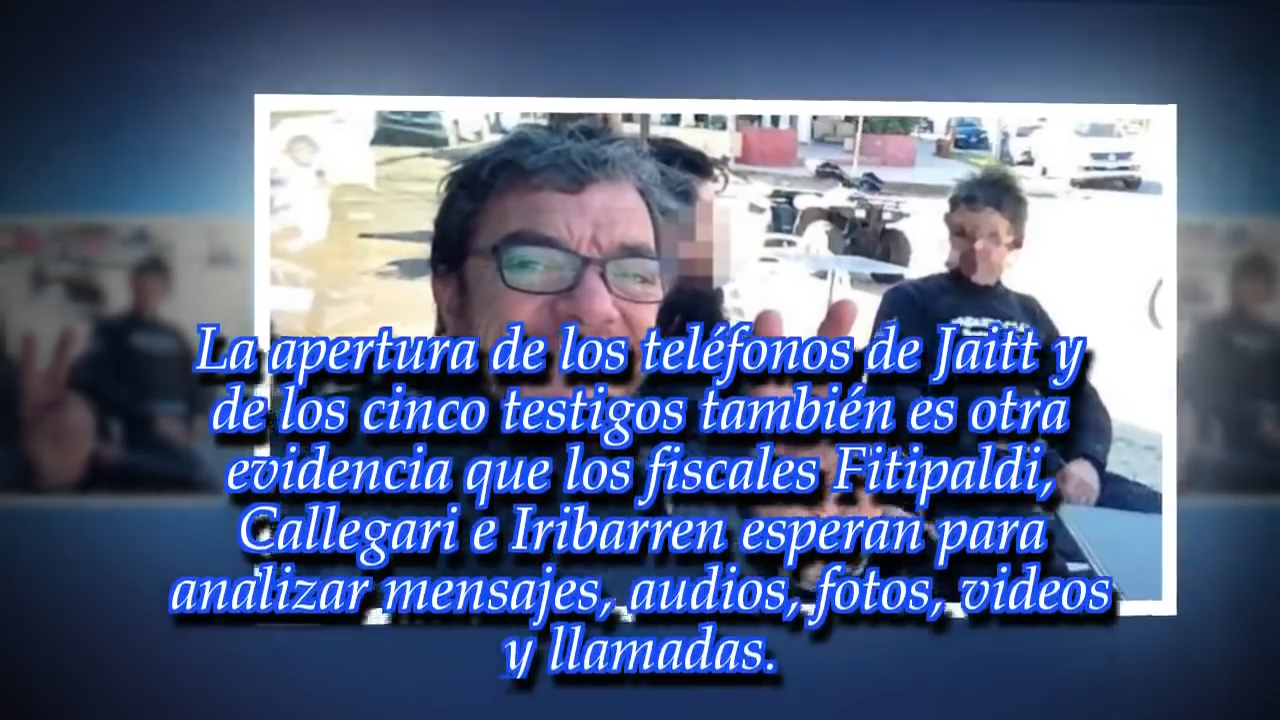 La apertura de los teléfonos de Jaitt y
de los cinco testigos también es otra
evidencia que los fiscales Fitipaldi,
Callegari e Iribarren esperan para
analizar mensajes, audios, fotos, videos
y llamadas.